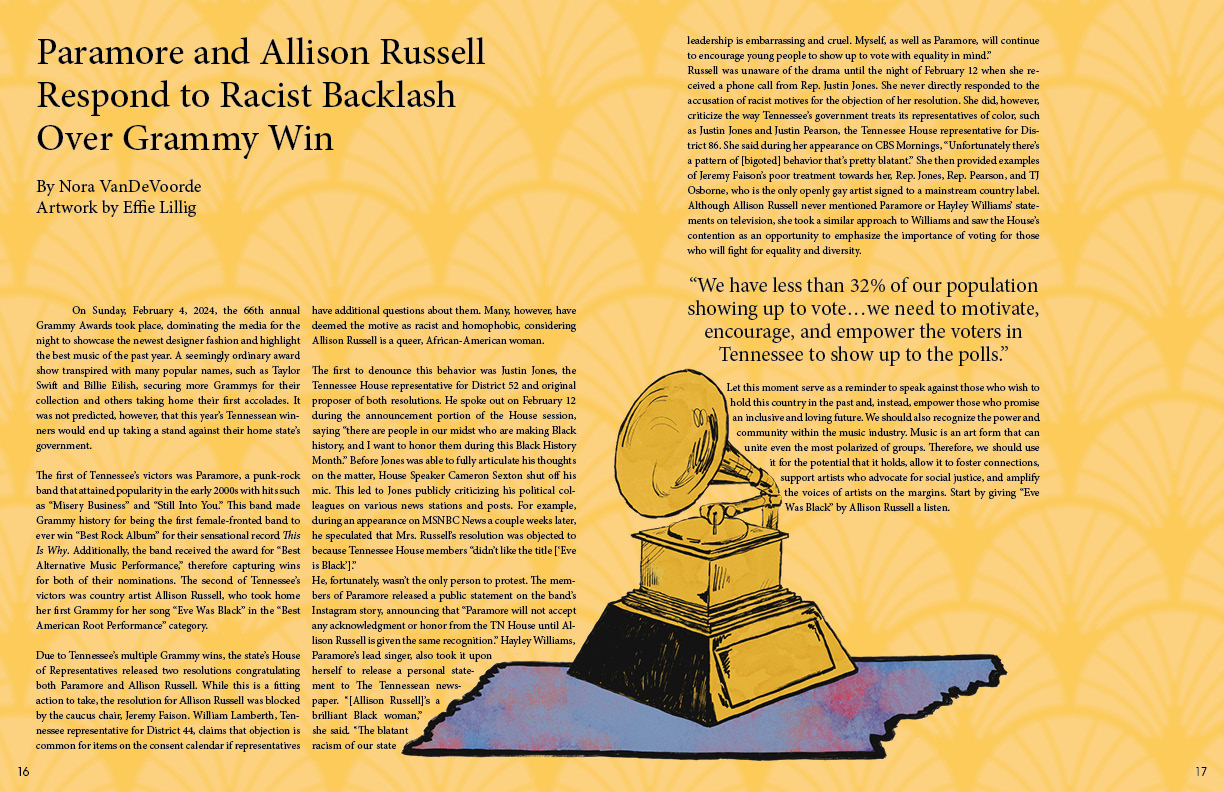 Paramore and Allison Russell
Respond to Racist Backlash
Over Grammy Win
By Nora VanDeVoorde
Artwork by Effie Lillig
On Sunday, February 4, 2024, the 66th annual
Grammy Awards took place, dominating the media for the
night to showcase the newest designer fashion and highlight
the best music of the past year. A seemingly ordinary award
show transpired with many popular names, such as Taylor
Swift and Billie Eilish, securing more Grammys for their
collection and others taking home their first accolades. It
was not predicted, however, that this year's Tennessean win-
ners would end up taking a stand against their home state's
government.
The first of Tennessee's victors was Paramore, a punk-rock
band that attained popularity in the early 2000s with hits such
as “Misery Business” and “Still Into You.” This band made
Grammy history for being the first female-fronted band to
ever win “Best Rock Album” for their sensational record This
Is Why. Additionally, the band received the award for “Best
Alternative Music Performance,” therefore capturing wins
for both of their nominations. The second of Tennessee's
victors was country artist Allison Russell, who took home
her first Grammy for her song “Eve Was Black” in the “Best
American Root Performance” category.
Due to Tennessee's multiple Grammy wins, the state's House
of Representatives released two resolutions congratulating
both Paramore and Allison Russell. While this is a fitting
action to take, the resolution for Allison Russell was blocked
by the caucus chair, Jeremy Faison. William Lamberth, Ten-
nessee representative for District 44, claims that objection is
common for items on the consent calendar if representatives
have additional questions about them. Many, however, have
deemed the motive as racist and homophobic, considering
Allison Russell is a queer, African-American woman.
The first to denounce this behavior was Justin Jones, the
Tennessee House representative for District 52 and original
proposer of both resolutions. He spoke out on February 12
during the announcement portion of the House session,
saying “there are people in our midst who are making Black
history, and I want to honor them during this Black History
Month.” Before Jones was able to fully articulate his thoughts
on the matter, House Speaker Cameron Sexton shut off his
mic. This led to Jones publicly criticizing his political col-
leagues on various news stations and posts. For example,
during an appearance on MSNBC News a couple weeks later,
he speculated that Mrs. Russell's resolution was objected to
because Tennessee House members “didn't like the title ['Eve
is Black'].”
He, fortunately, wasn't the only person to protest. The mem-
bers of Paramore released a public statement on the band's
Instagram story, announcing that “Paramore will not accept
any acknowledgment or honor from the TN House until Al-
lison Russell is given the same recognition.” Hayley Williams,
Paramore's lead singer, also took it upon
herself to release a personal state-
ment to The Tennessean news-
paper. “[Allison Russell]'s a
brilliant Black woman,”
she said. “The blatant
racism of our state
16
leadership is embarrassing and cruel. Myself, as well as Paramore, will continue
to encourage young people to show up to vote with equality in mind.”
Russell was unaware of the drama until the night of February 12 when she re-
ceived a phone call from Rep. Justin Jones. She never directly responded to the
accusation of racist motives for the objection of her resolution. She did, however,
criticize the way Tennessee's government treats its representatives of color, such
as Justin Jones and Justin Pearson, the Tennessee House representative for Dis-
trict 86. She said during her appearance on CBS Mornings, “Unfortunately there's
a pattern of [bigoted] behavior that's pretty blatant.” She then provided examples
of Jeremy Faison's poor treatment towards her, Rep. Jones, Rep. Pearson, and TJ
Osborne, who is the only openly gay artist signed to a mainstream country label.
Although Allison Russell never mentioned Paramore or Hayley Williams' state-
ments on television, she took a similar approach to Williams and saw the House's
contention as an opportunity to emphasize the importance of voting for those
who will fight for equality and diversity.
“We have less than 32% of our population
showing up to vote…we need to motivate,
encourage, and empower the voters in
Tennessee to show up to the polls.”
Let this moment serve as a reminder to speak against those who wish to
hold this country in the past and, instead, empower those who promise
an inclusive and loving future. We should also recognize the power and
community within the music industry. Music is an art form that can
unite even the most polarized of groups. Therefore, we should use
it for the potential that it holds, allow it to foster connections,
support artists who advocate for social justice, and amplify
the voices of artists on the margins. Start by giving “Eve
Was Black” by Allison Russell a listen.
17